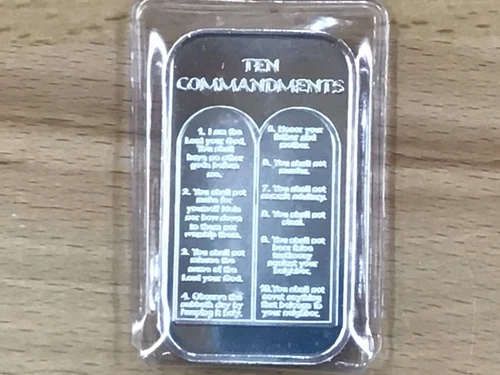 TEN
COMMANDMENTS
1. I am the
Lord your God.
You shall
have no other
gods before
me.
2. You shall not
make for
yourself idols
nor bow down
to them nor
worship them.
3. You shall not
misuse the
name of the
Lord your God.
4. Observe the
sabbath day by
keeping it holy.
5. Honor your
father and
mother.
6. You shall not
murder.
7. You shall not
commit adultery.
8. You shall not
steal.
9. You shall not
bear false
testimony
against your
neighbor.
10. You shall not
covet anything
that belongs to
your neighbor.